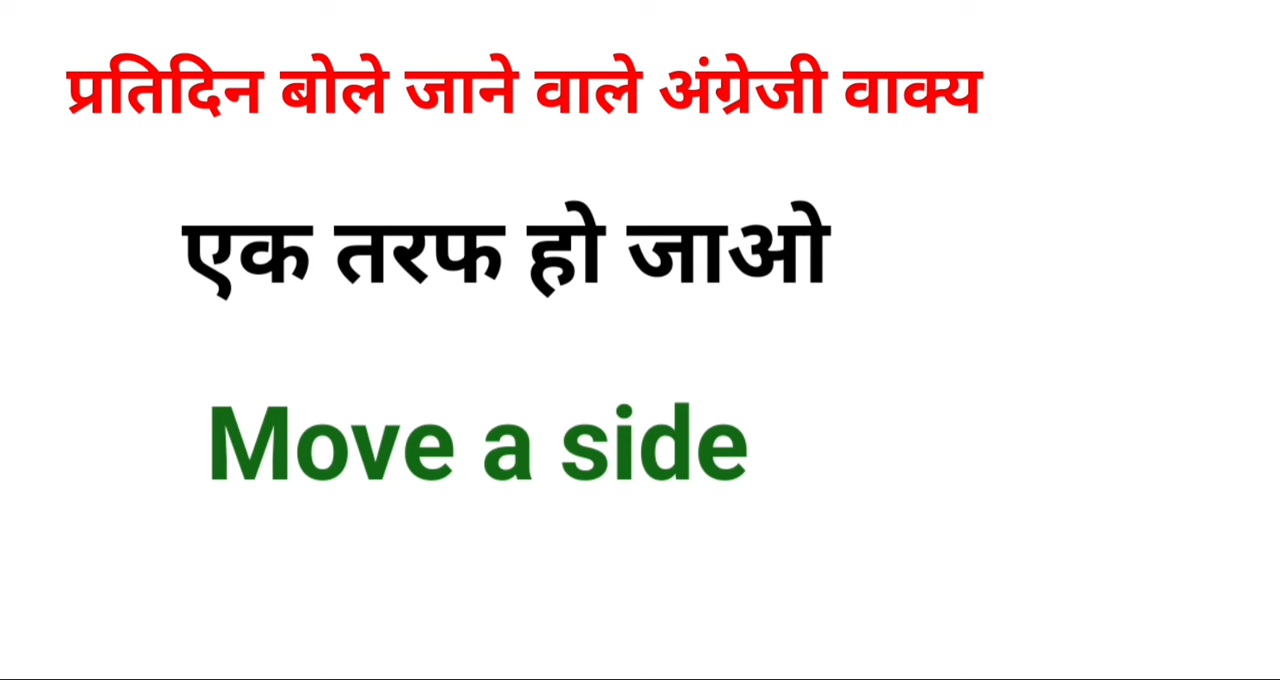 प्रतिदिन बोले जाने वाले अंग्रेजी वाक्य
एक तरफ हो जाओ
Move a side